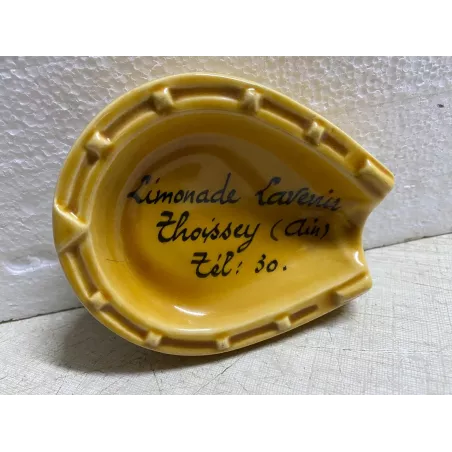 Limonade Lavenir
Thoissey (Ain)
Tél: 30.